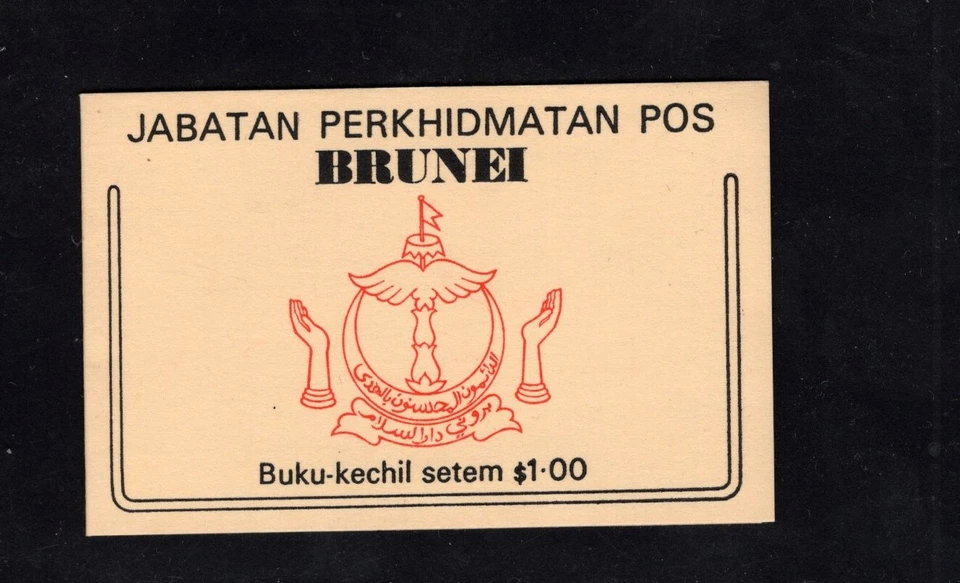 JABATAN PERKHIDMATAN POS
BRUNEI
الدائمون المحسنون بالهدى
بروني دارالسلام
Buku-kechil setem $1·00